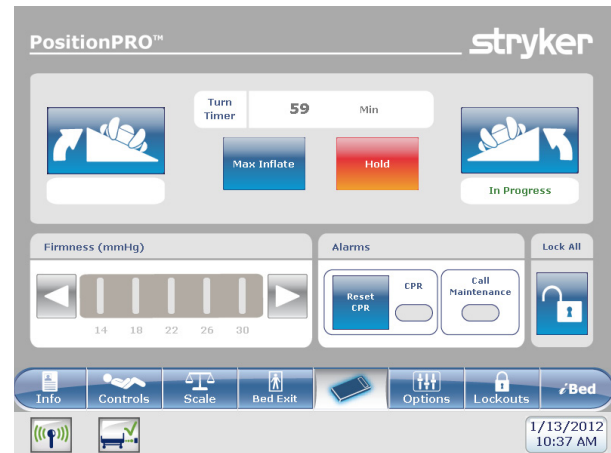 PositionPRO™
stryker
Turn
Timer
59
Min
Max Inflate
Hold
In Progress
Firmness (mmHg)
14 18 22 26 30
Alarms
Reset
CPR
CPR
Call
Maintenance
Lock All
Info
Controls
Scale
Bed Exit
Options
Lockouts
iBed
1/13/2012
10:37 AM